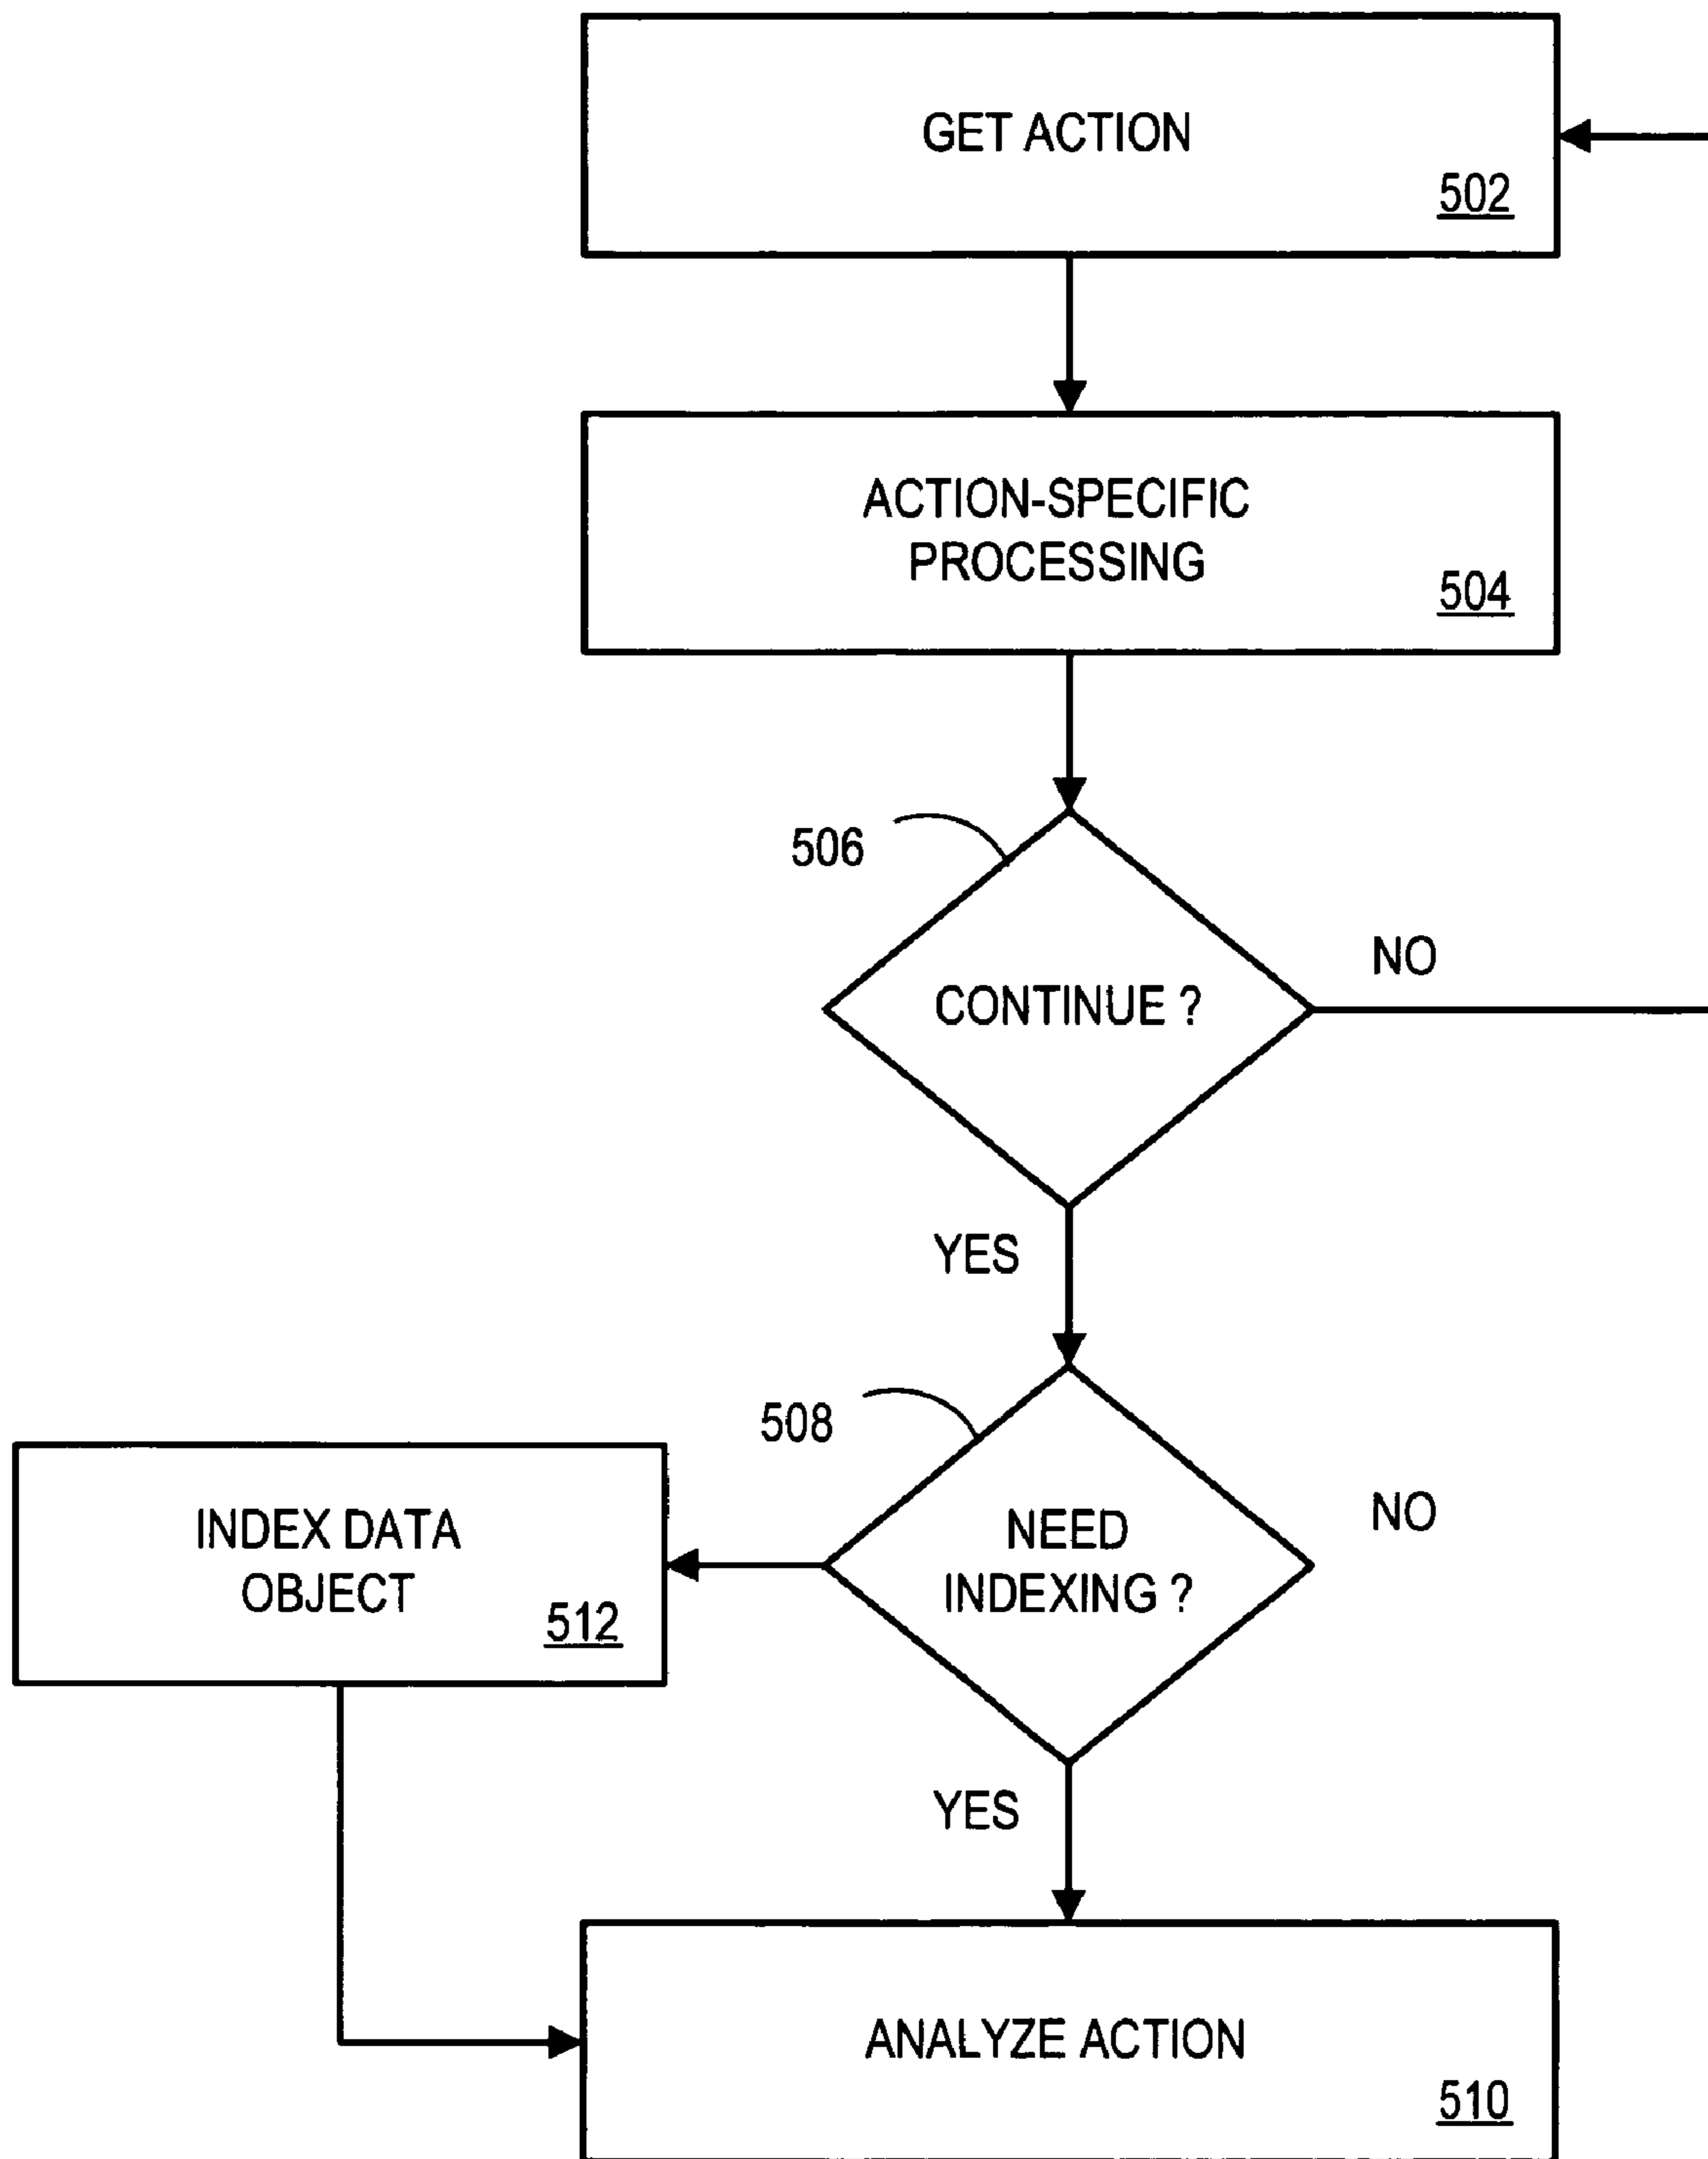 GET ACTION
502
ACTION-SPECIFIC
PROCESSING
504
506
CONTINUE ?
NO
YES
508
NEED
INDEXING ?
NO
INDEX DATA
OBJECT
512
YES
ANALYZE ACTION
510